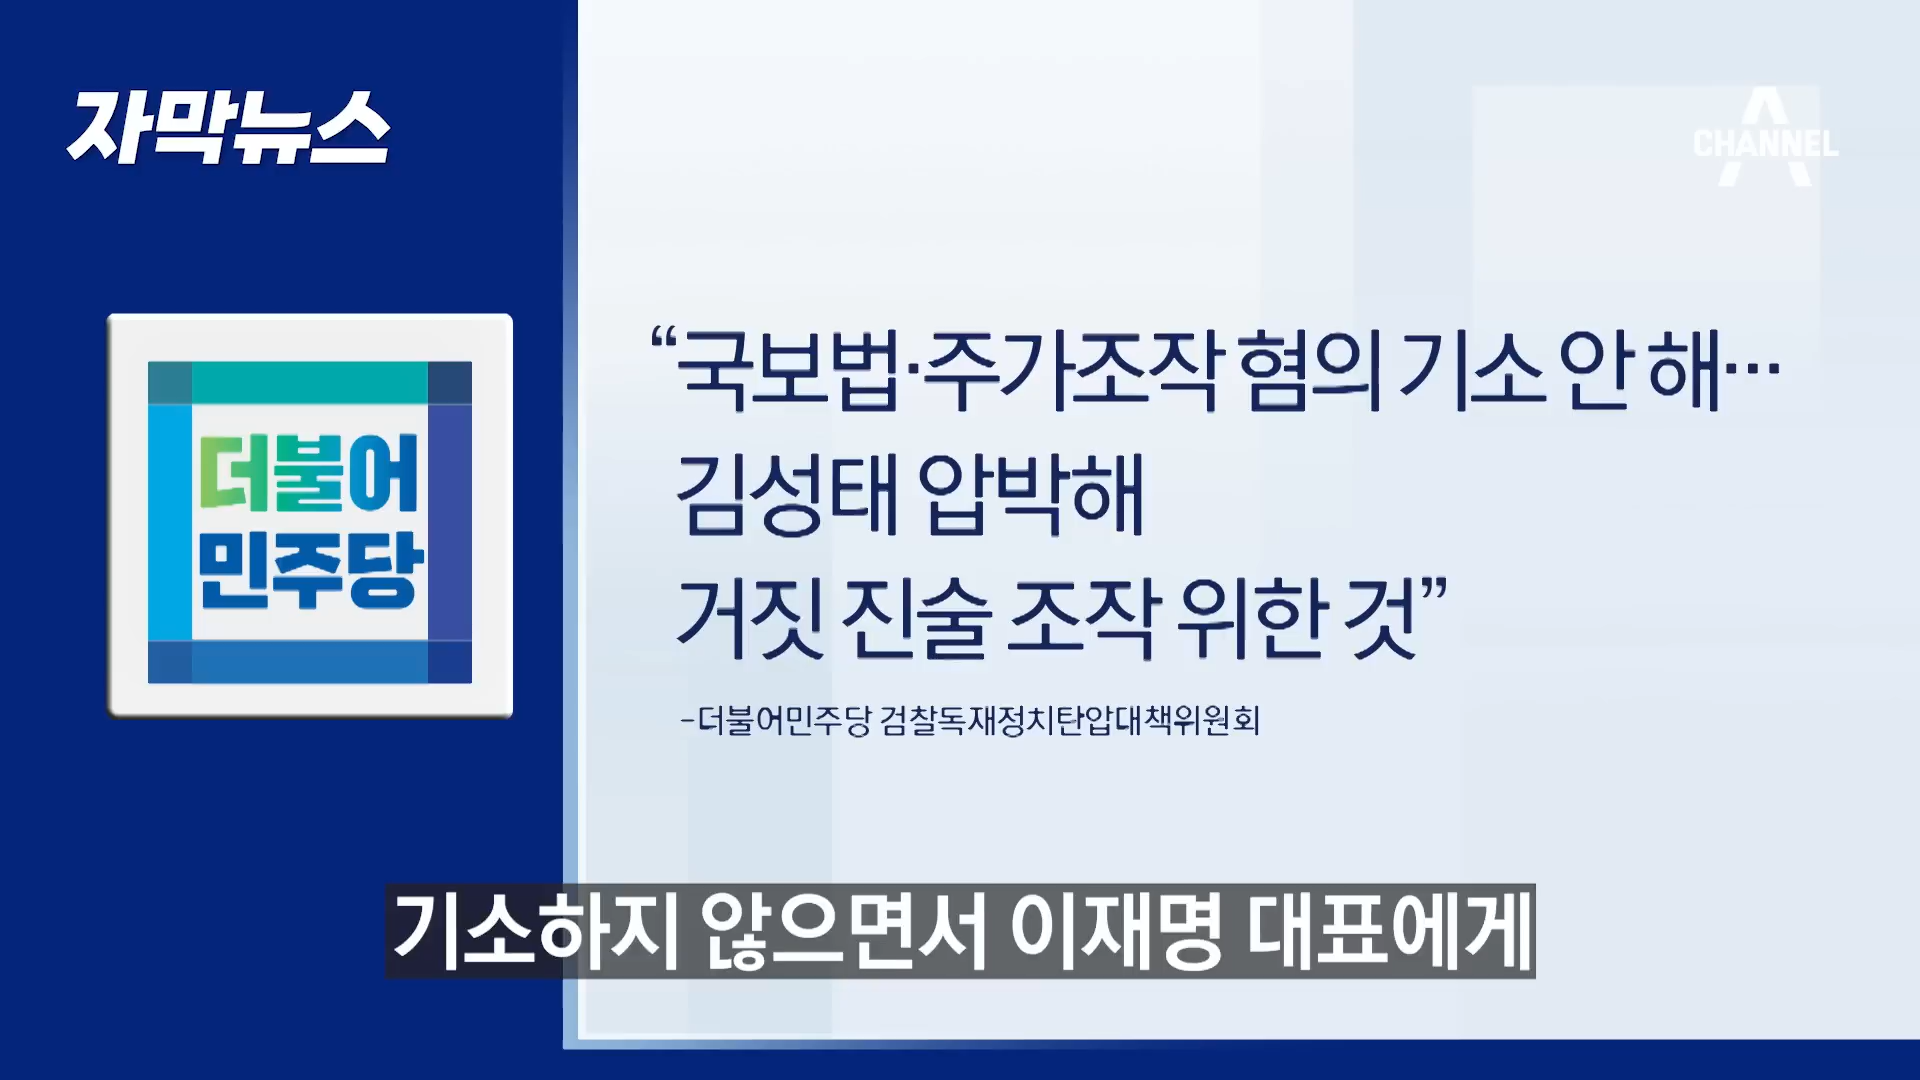 자막뉴스
CHANNEL A
더불어
민주당
“국보법·주가조작 혐의 기소 안 해…
김성태 압박해
거짓 진술 조작 위한 것”
-더불어민주당 검찰독재정치탄압대책위원회
기소하지 않으면서 이재명 대표에게